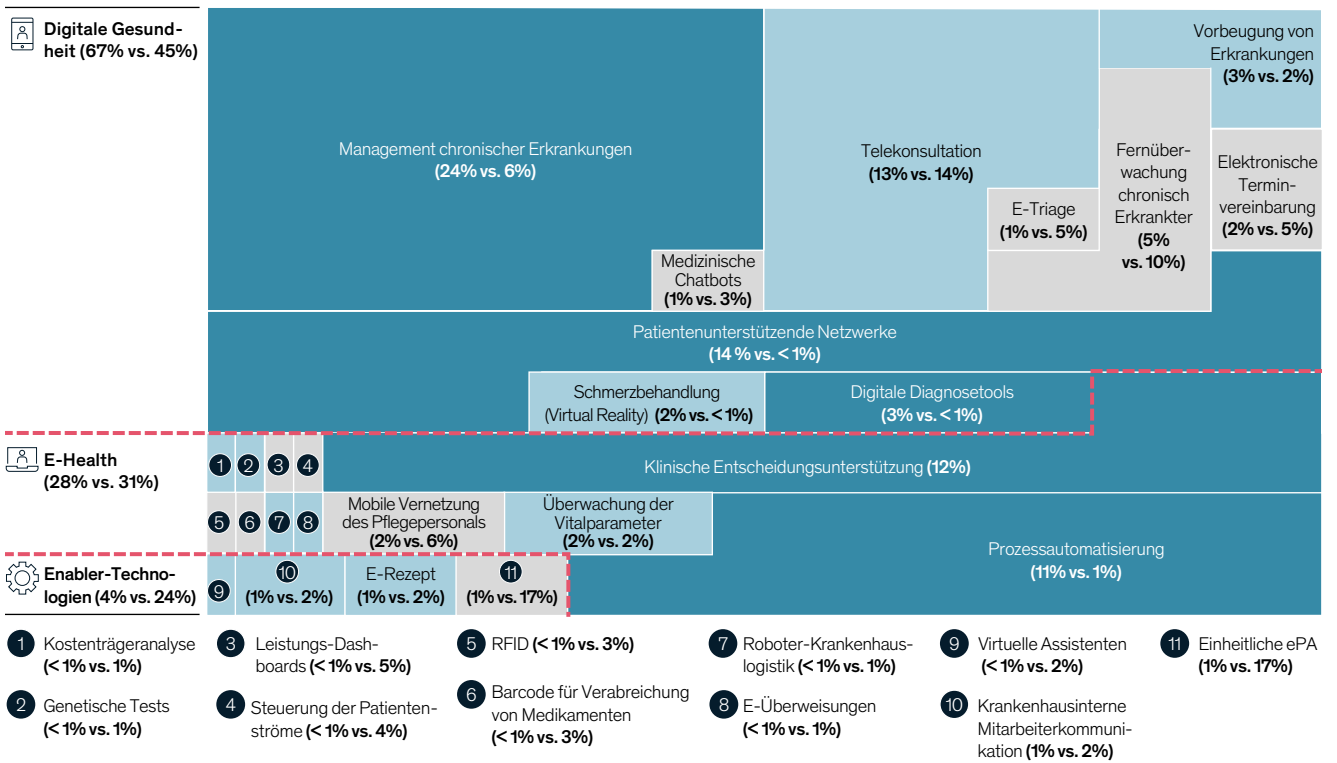 Digitale Gesund-
heit (67% vs. 45%)
Management chronischer Erkrankungen
(24% vs. 6%)
Medizinische
Chatbots
(1% vs. 3%)
Telekonsultation
(13% vs. 14%)
E-Triage
(1% vs. 5%)
Vorbeugung von
Erkrankungen
(3% vs. 2%)
Fernüber-
wachung
chronisch
Erkrankter
(5%
vs. 10%)
Elektronische
Termin-
vereinbarung
(2% vs. 5%)
Patientenunterstützende Netzwerke
(14 % vs. < 1%)
Schmerzbehandlung
(Virtual Reality) (2% vs. < 1%)
Digitale Diagnosetools
(3% vs. < 1%)
E-Health
(28% vs. 31%)
1 2 3 4
Klinische Entscheidungsunterstützung (12%)
5 6 7 8
Mobile Vernetzung
des Pflegepersonals
(2% vs. 6%)
Überwachung der
Vitalparameter
(2% vs. 2%)
Prozessautomatisierung
(11% vs. 1%)
Enabler-Techno-
logien (4% vs. 24%)
9
10
(1% vs. 2%)
E-Rezept
(1% vs. 2%)
11
(1% vs. 17%)
1 Kostenträgeranalyse
(< 1% vs. 1%)
2 Genetische Tests
(< 1% vs. 1%)
3 Leistungs-Dash-
boards (< 1% vs. 5%)
4 Steuerung der Patienten-
ströme (< 1% vs. 4%)
5 RFID (< 1% vs. 3%)
6 Barcode für Verabreichung
von Medikamenten
(< 1% vs. 3%)
7 Roboter-Krankenhaus-
logistik (< 1% vs. 1%)
8 E-Überweisungen
(< 1% vs. 1%)
9 Virtuelle Assistenten
(< 1% vs. 2%)
10 Krankenhausinterne
Mitarbeiterkommuni-
kation (1% vs. 2%)
11 Einheitliche ePA
(1% vs. 17%)